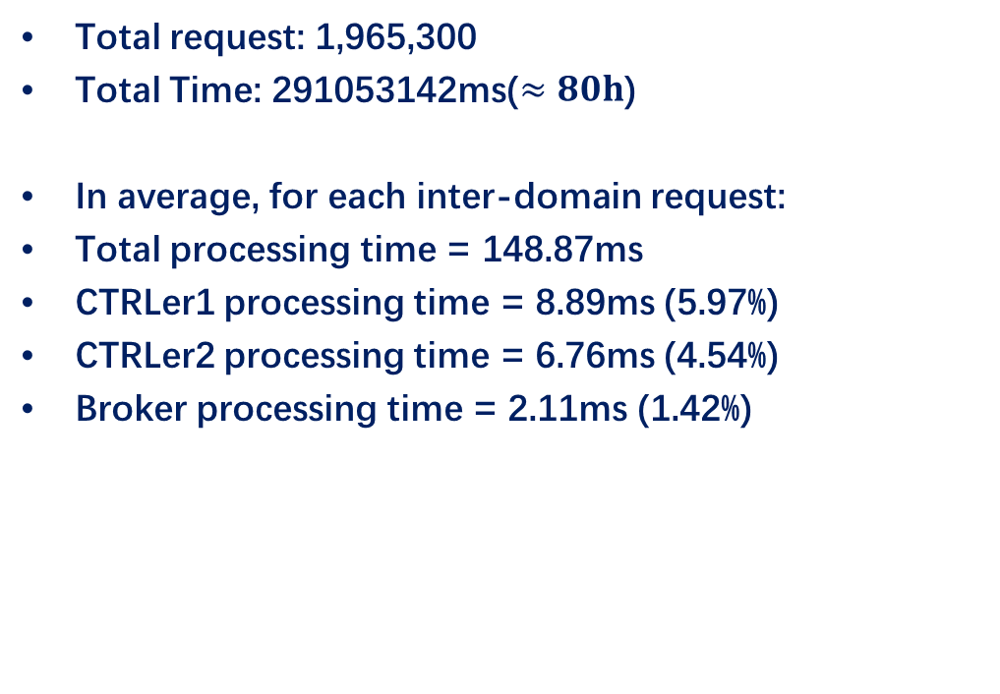 • Total request: 1,965,300
• Total Time: 291053142ms(≈ 80h)
• In average, for each inter-domain request:
• Total processing time = 148.87ms
• CTRLer1 processing time = 8.89ms (5.97%)
• CTRLer2 processing time = 6.76ms (4.54%)
• Broker processing time = 2.11ms (1.42%)